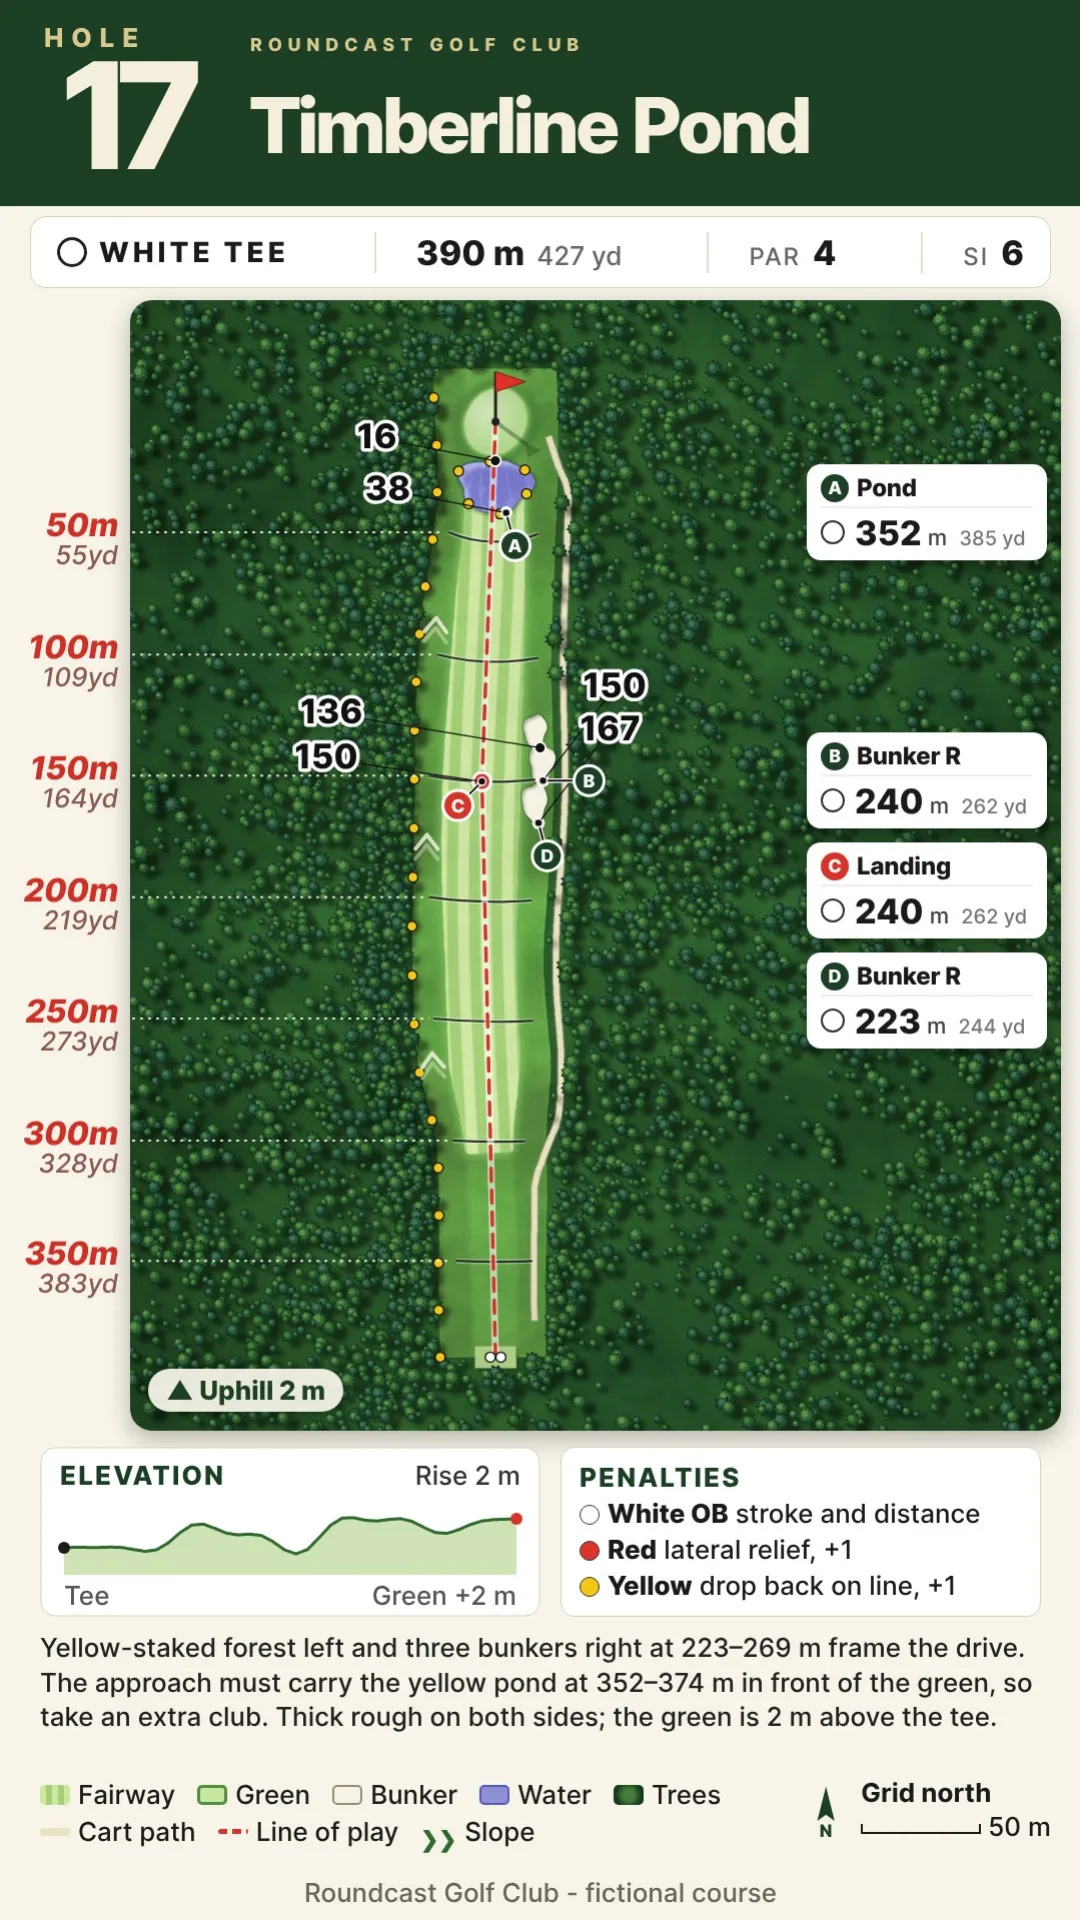 HOLE
17
ROUNDCAST GOLF CLUB
Timberline Pond
WHITE TEE 390 m 427 yd PAR 4 SI 6
16
38
50m
55yd
A
A Pond
352 m 385 yd
100m
109yd
150
167
136
150
150m
164yd
B
C
D
B Bunker R
240 m 262 yd
C Landing
240 m 262 yd
D Bunker R
223 m 244 yd
200m
219yd
250m
273yd
300m
328yd
350m
383yd
▲ Uphill 2 m
ELEVATION Rise 2 m
Tee Green +2 m
PENALTIES
White OB stroke and distance
Red lateral relief, +1
Yellow drop back on line, +1
Yellow-staked forest left and three bunkers right at 223–269 m frame the drive.
The approach must carry the yellow pond at 352–374 m in front of the green, so
take an extra club. Thick rough on both sides; the green is 2 m above the tee.
Fairway Green Bunker Water Trees
Cart path Line of play Slope
N
Grid north
50 m
Roundcast Golf Club - fictional course